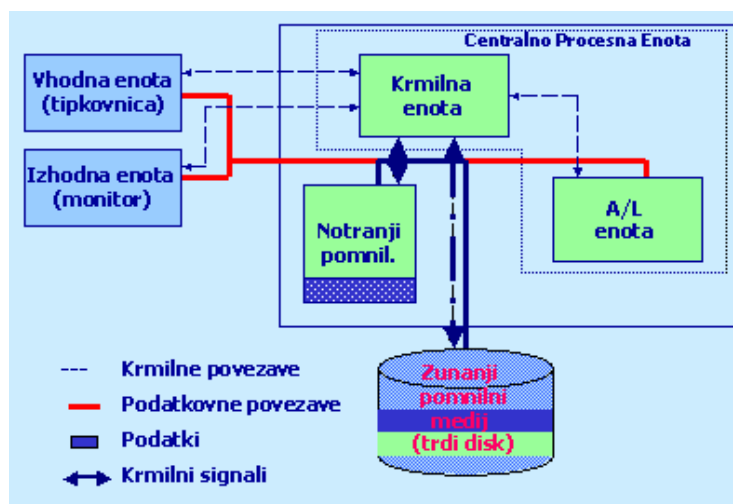 Centralno Procesna Enota
Vhodna enota
(tipkovnica)
Krmilna
enota
Izhodna enota
(monitor)
Notranji
pomnil.
A/L
enota
Krmilne povezave
Podatkovne povezave
Podatki
Krmilni signali
Zunanji
pomnilni
medij
(trdi disk)